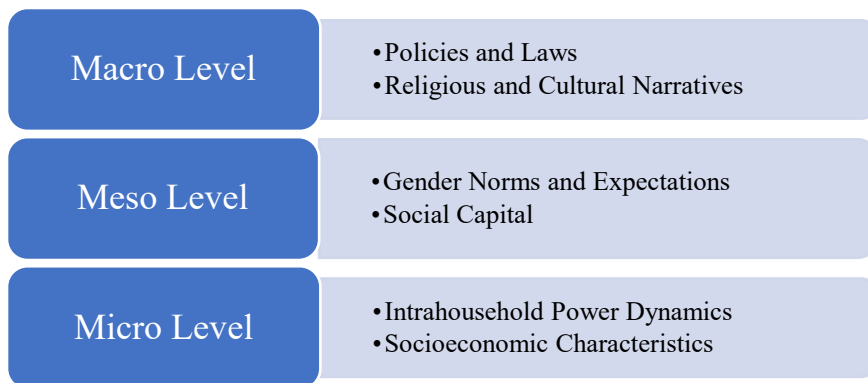 Macro Level
•Policies and Laws
•Religious and Cultural Narratives
Meso Level
•Gender Norms and Expectations
•Social Capital
Micro Level
•Intrahousehold Power Dynamics
•Socioeconomic Characteristics